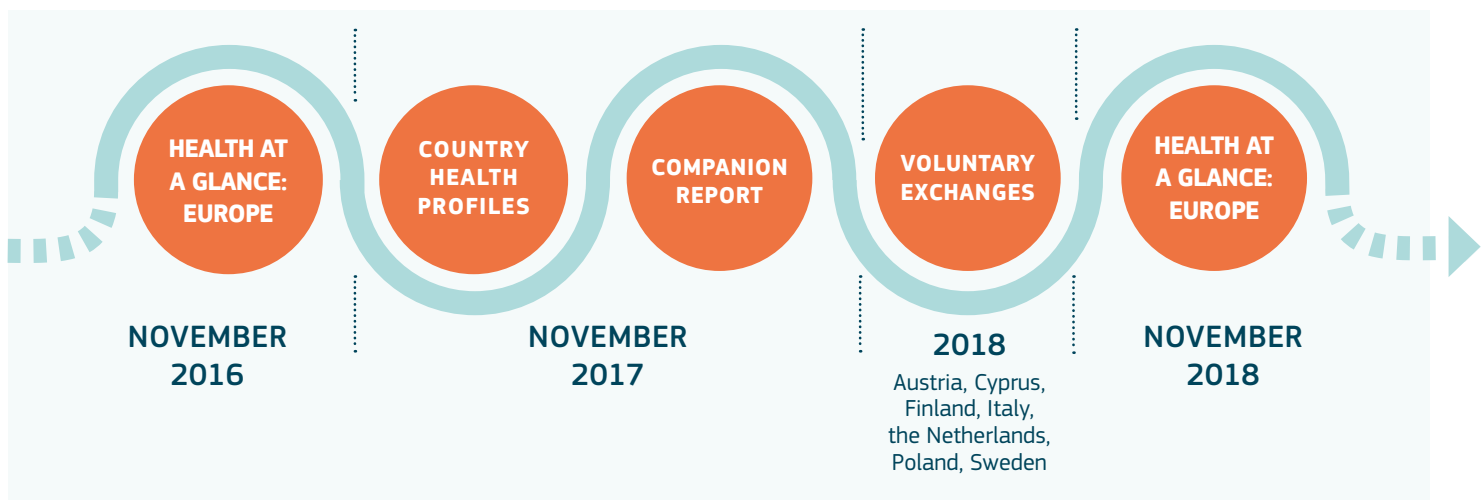 HEALTH AT
A GLANCE:
EUROPE
COUNTRY
HEALTH
PROFILES
COMPANION
REPORT
VOLUNTARY
EXCHANGES
HEALTH AT
A GLANCE:
EUROPE
NOVEMBER
2016
NOVEMBER
2017
2018
Austria, Cyprus,
Finland, Italy,
the Netherlands,
Poland, Sweden
NOVEMBER
2018